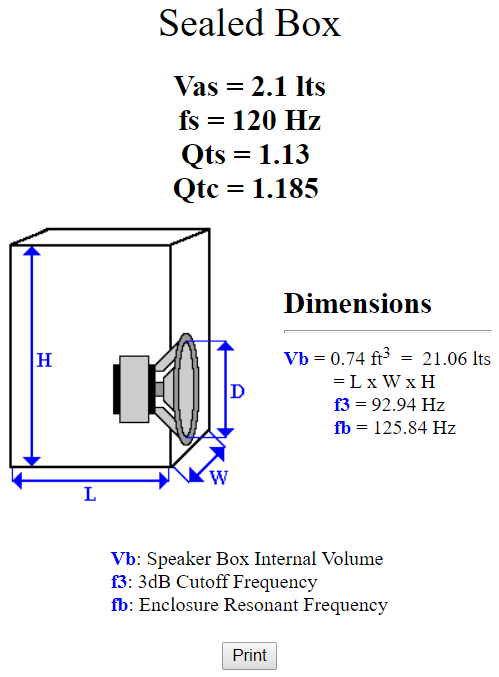 Sealed Box
Vas = 2.1 lts
fs = 120 Hz
Qts = 1.13
Qtc = 1.185
H
D
W
L
Dimensions
Vb = 0.74 ft³ = 21.06 lts
= L x W x H
f3 = 92.94 Hz
fb = 125.84 Hz
Vb: Speaker Box Internal Volume
f3: 3dB Cutoff Frequency
fb: Enclosure Resonant Frequency
Print